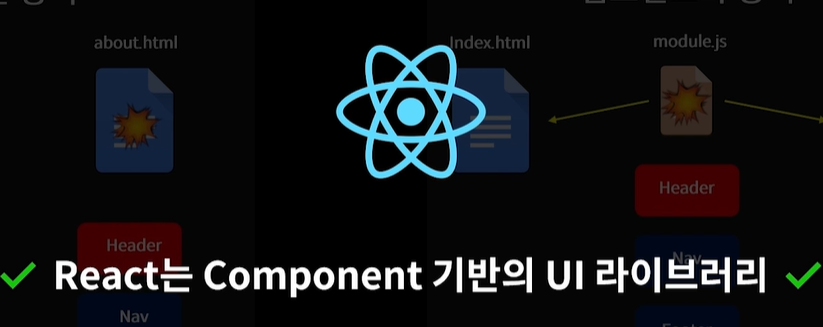 about.html
Index.html
module.js
Header
Header
Nav
React는 Component 기반의 UI 라이브러리
Nav